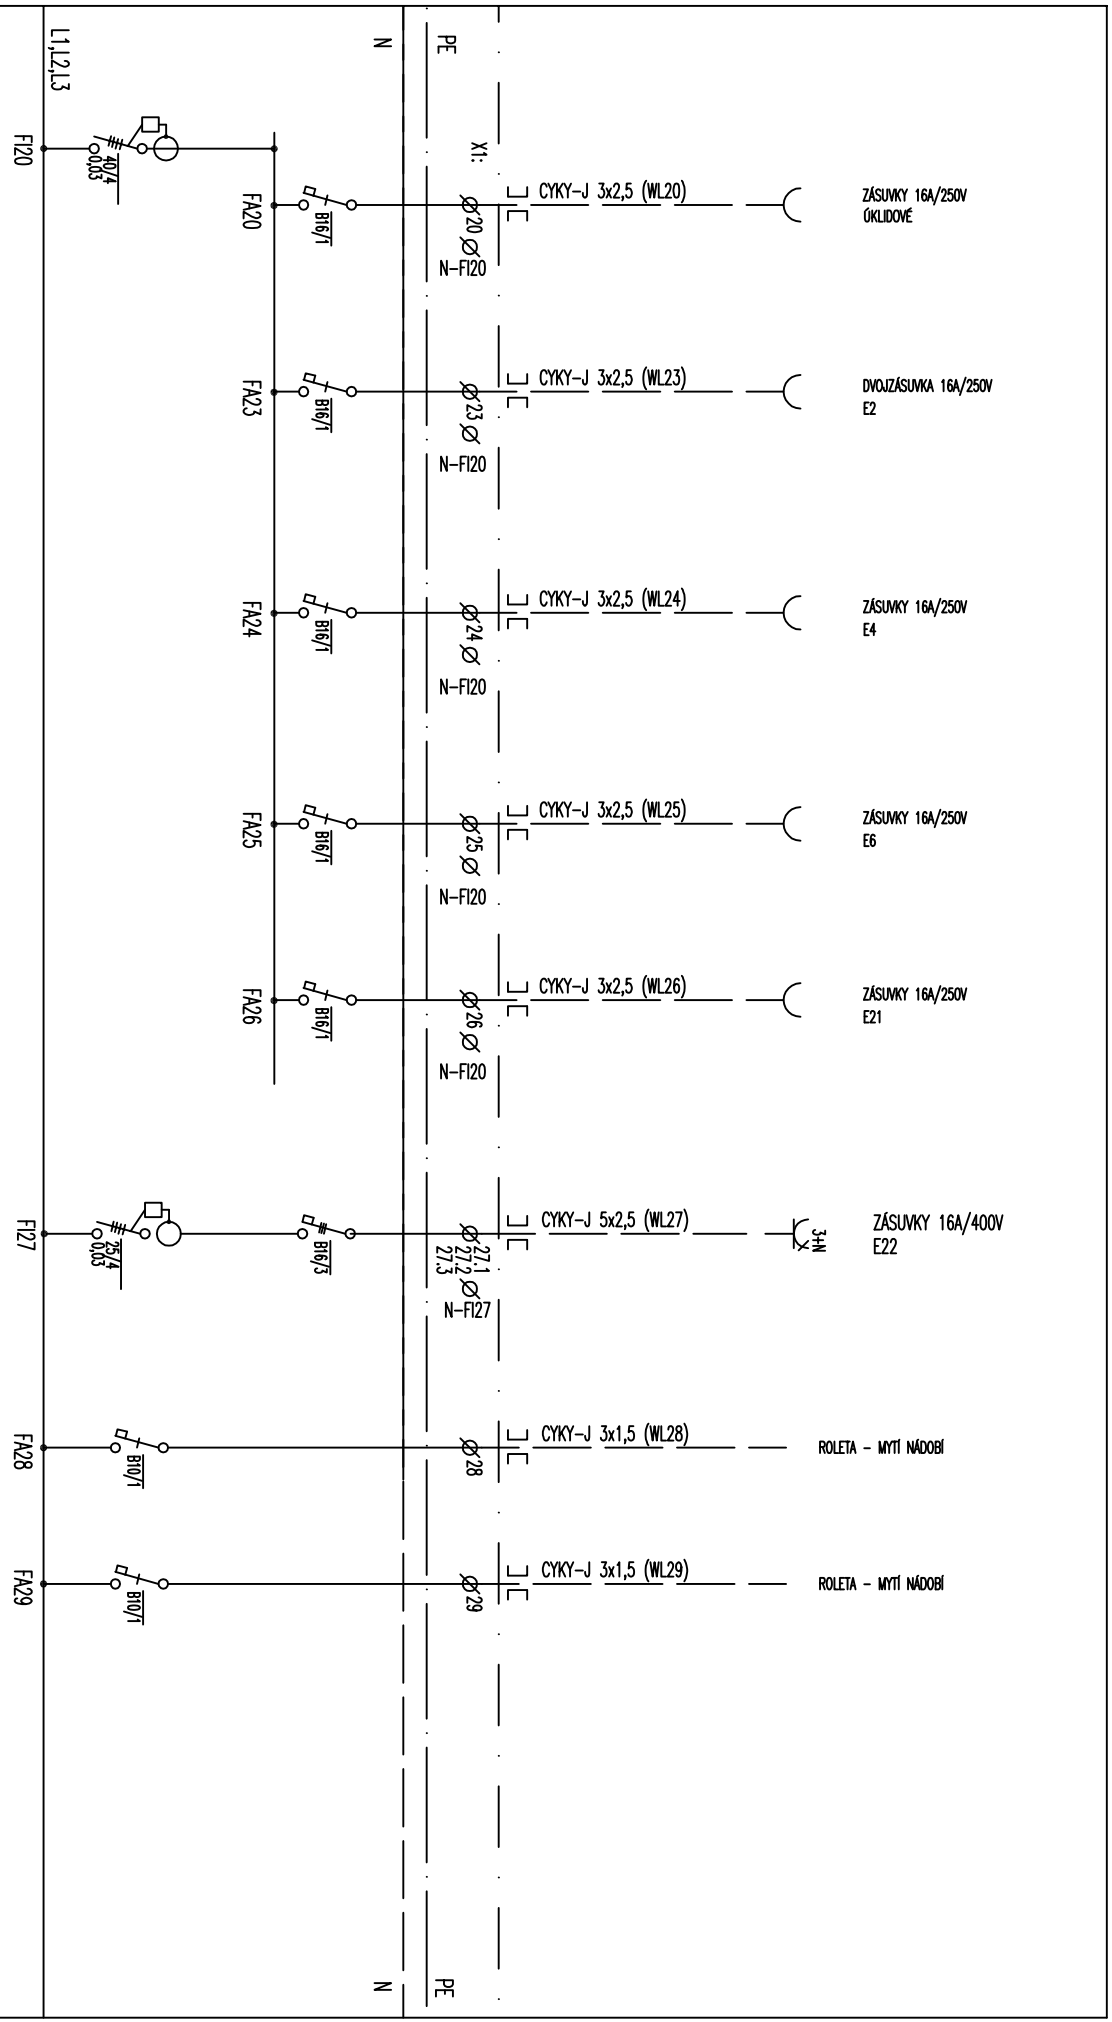 L1,L2,L3
N
PE
X1:
FI20
40/4
0,03
FA20
B16/1
20
N-FI20
CYKY-J 3x2,5 (WL20)
ZÁSUVKY 16A/250V
ÚKLIDOVÉ
FA23
B16/1
23
N-FI20
CYKY-J 3x2,5 (WL23)
DVOJZÁSUVKA 16A/250V
E2
FA24
B16/1
24
N-FI20
CYKY-J 3x2,5 (WL24)
ZÁSUVKY 16A/250V
E4
FA25
B16/1
25
N-FI20
CYKY-J 3x2,5 (WL25)
ZÁSUVKY 16A/250V
E6
FA26
B16/1
26
N-FI20
CYKY-J 3x2,5 (WL26)
ZÁSUVKY 16A/250V
E21
FI27
25/4
0,03
B16/3
27.1
27.2
27.3
N-FI27
CYKY-J 5x2,5 (WL27)
3+N
ZÁSUVKY 16A/400V
E22
FA28
B10/1
28
CYKY-J 3x1,5 (WL28)
ROLETA - MYTÍ NÁDOBÍ
FA29
B10/1
29
CYKY-J 3x1,5 (WL29)
ROLETA - MYTÍ NÁDOBÍ
N
PE